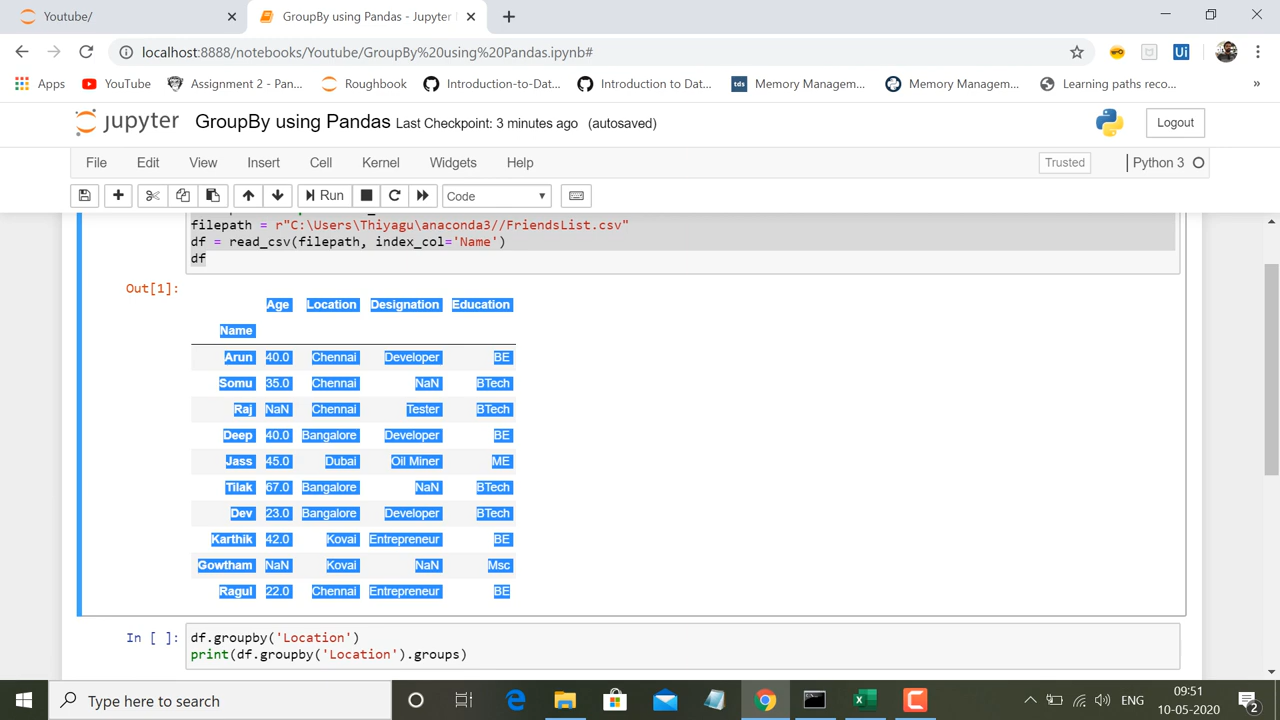 Youtube/
GroupBy using Pandas - Jupyter
localhost:8888/notebooks/Youtube/GroupBy%20using%20Pandas.ipynb#
Ui
Apps YouTube Assignment 2 - Pan... Roughbook Introduction-to-Dat... Introduction to Dat... tds Memory Managem... Memory Managem... Learning paths reco... »
jupyter GroupBy using Pandas Last Checkpoint: 3 minutes ago (autosaved) Logout
File Edit View Insert Cell Kernel Widgets Help Trusted Python 3
Run Code
filepath = r"C:\Users\Thiyagu\anaconda3//FriendsList.csv"
df = read_csv(filepath, index_col='Name')
df
Out[1]:
Age Location Designation Education
Name
Arun 40.0 Chennai Developer BE
Somu 35.0 Chennai NaN BTech
Raj NaN Chennai Tester BTech
Deep 40.0 Bangalore Developer BE
Jass 45.0 Dubai Oil Miner ME
Tilak 67.0 Bangalore NaN BTech
Dev 23.0 Bangalore Developer BTech
Karthik 42.0 Kovai Entrepreneur BE
Gowtham NaN Kovai NaN Msc
Ragul 22.0 Chennai Entrepreneur BE
In [ ]: df.groupby('Location')
print(df.groupby('Location').groups)
Type here to search
ENG
09:51
10-05-2020
2